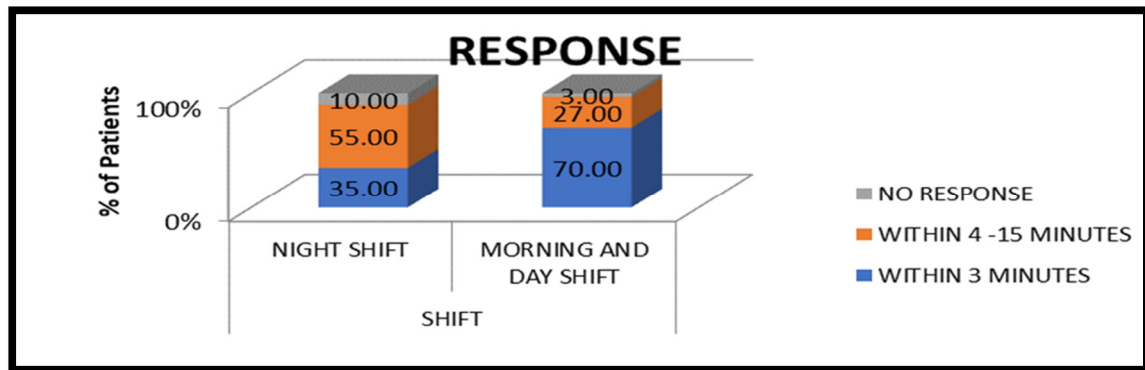 RESPONSE
% of Patients
100%
0%
10.00
55.00
35.00
3.00
27.00
70.00
NIGHT SHIFT
MORNING AND
DAY SHIFT
SHIFT
NO RESPONSE
WITHIN 4 -15 MINUTES
WITHIN 3 MINUTES